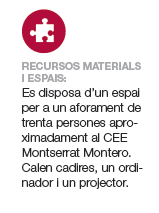 RECURSOS MATERIALS
I ESPAIS:
Es disposa d'un espai
per a un aforament de
trenta persones apro-
ximadament al CEE
Montserrat Montero.
Calen cadires, un ordi-
nador i un projector.